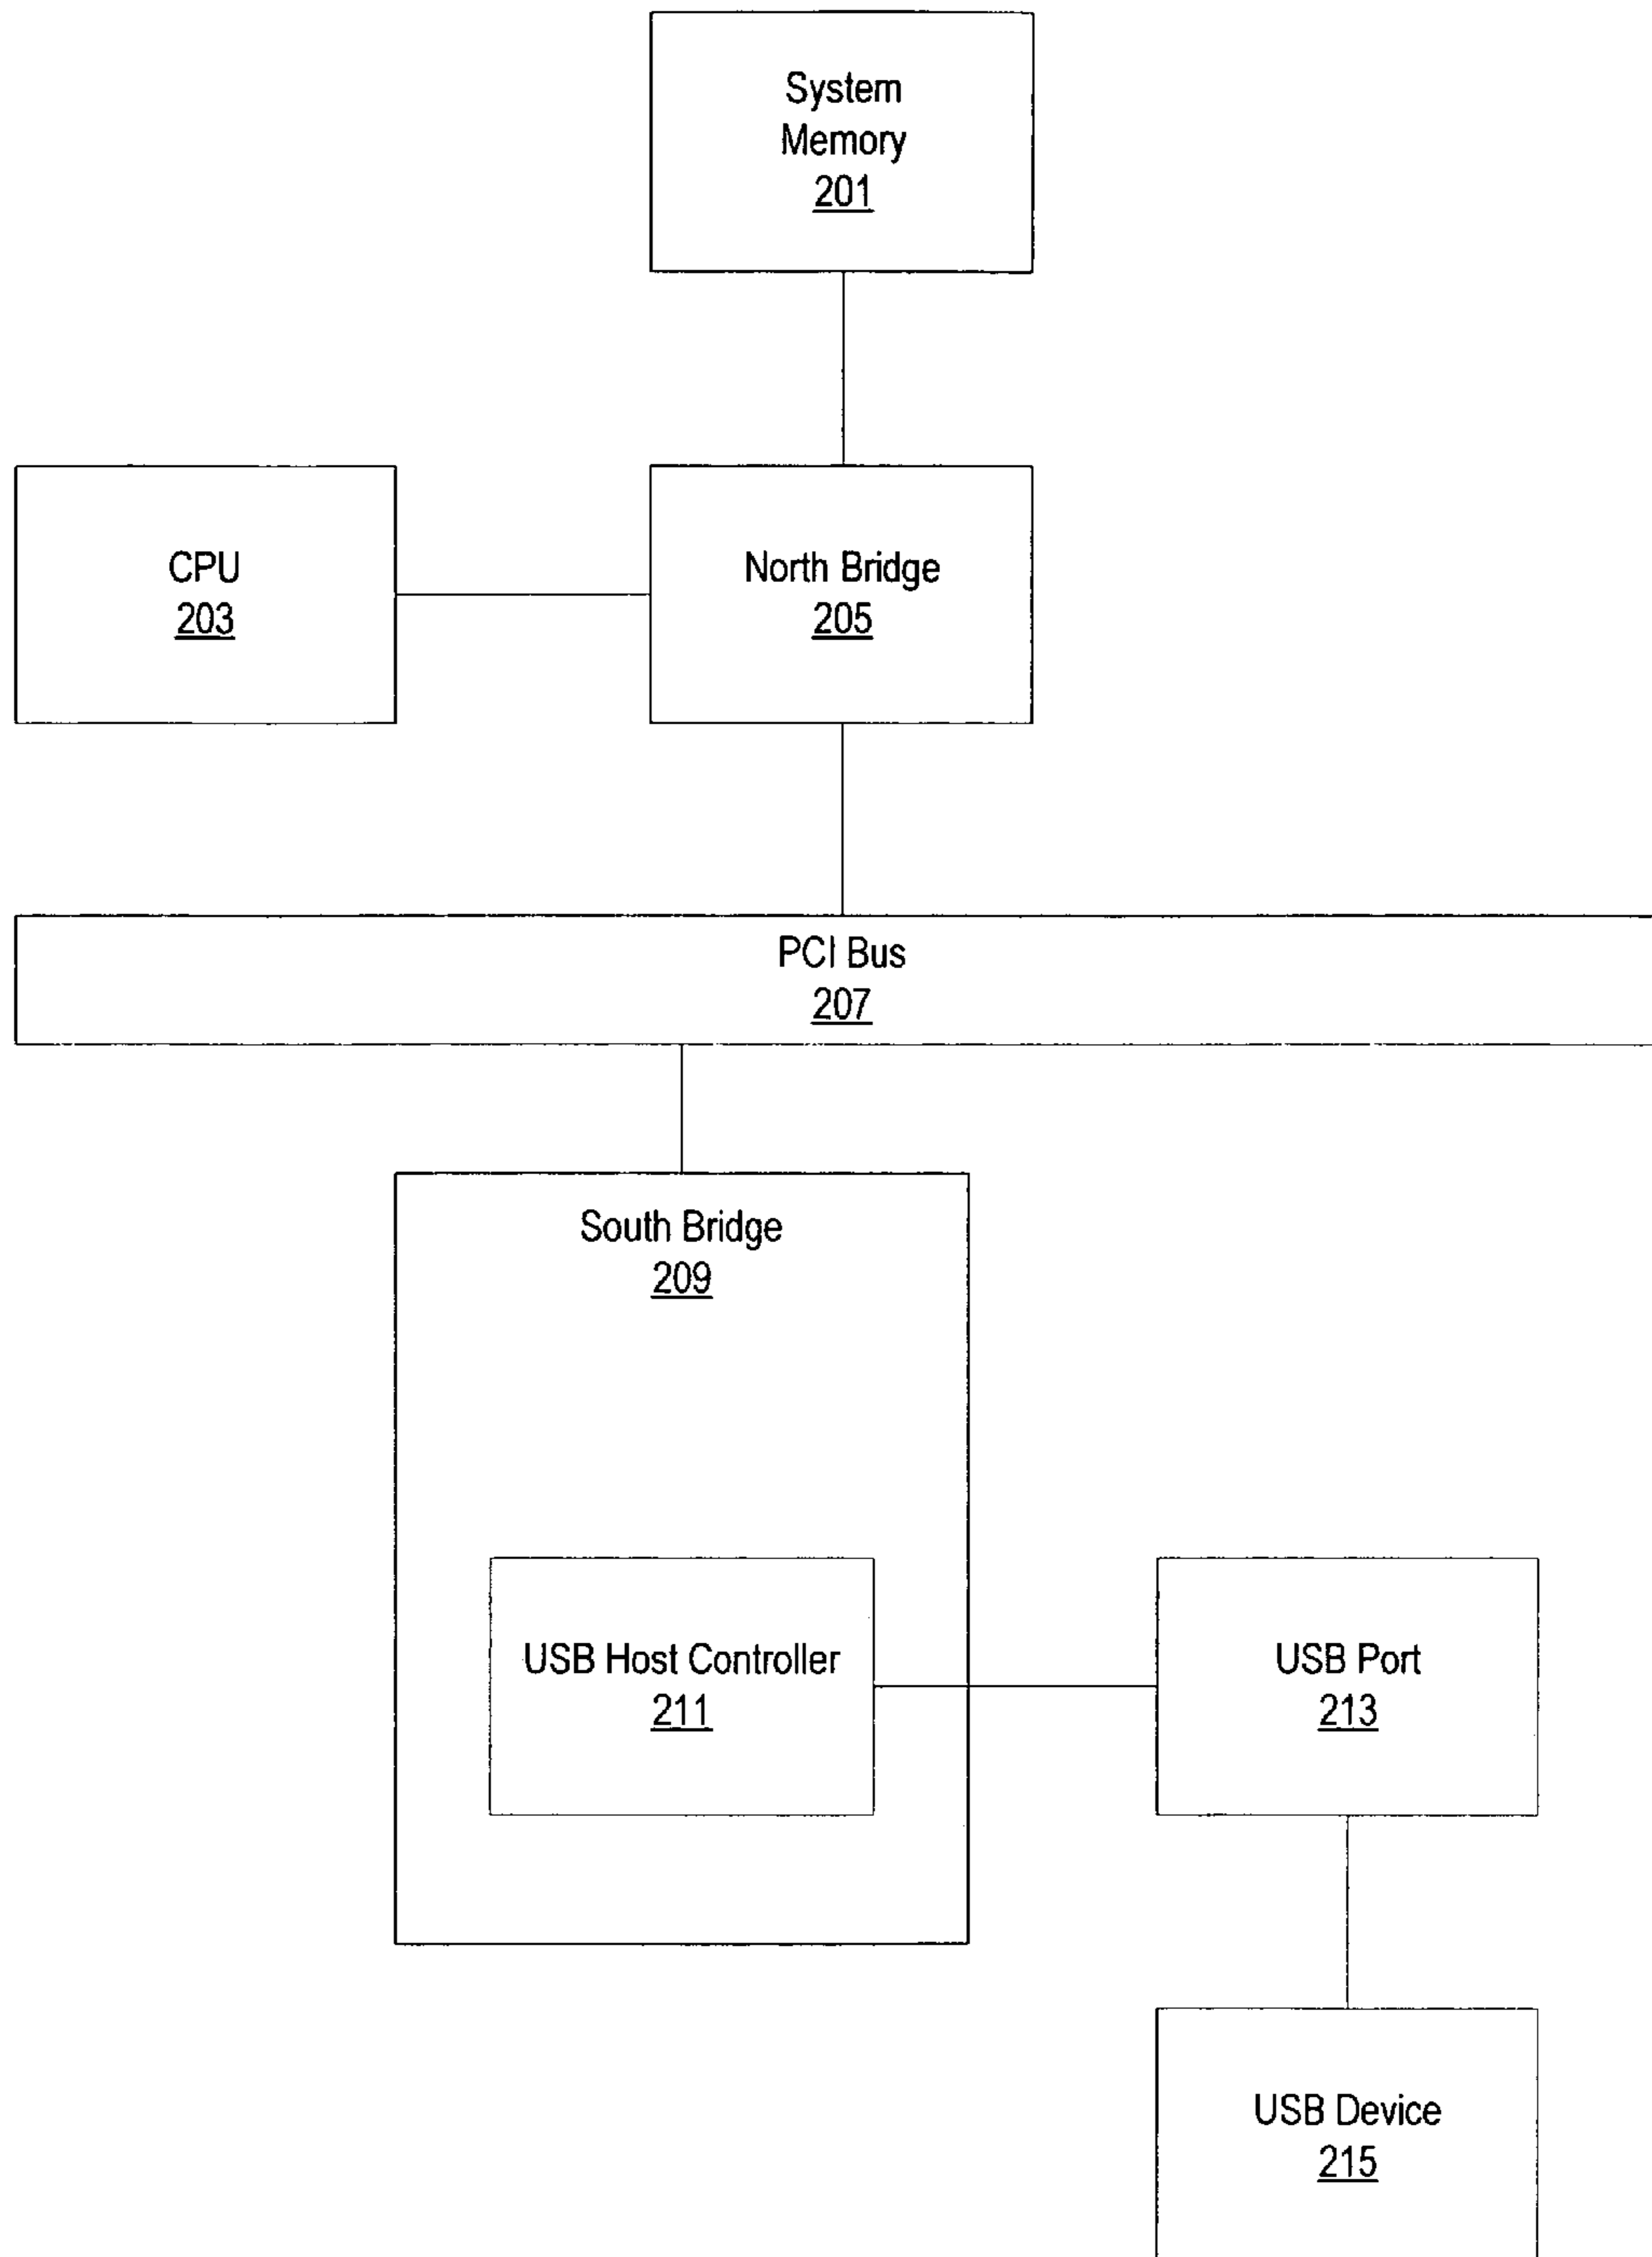 System
Memory
201
CPU
203
North Bridge
205
PCI Bus
207
South Bridge
209
USB Host Controller
211
USB Port
213
USB Device
215